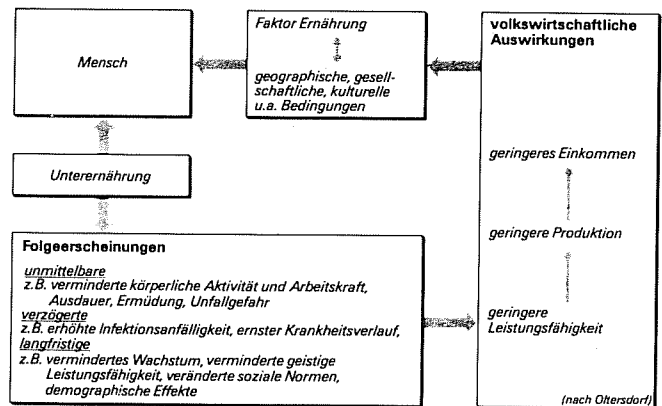 Mensch
Faktor Ernährung
geographische, gesell-
schaftliche, kulturelle
u.a. Bedingungen
volkswirtschaftliche
Auswirkungen
geringeres Einkommen
geringere Produktion
geringere
Leistungsfähigkeit
(nach Oltersdorf)
Unterernährung
Folgeerscheinungen
unmittelbare
z.B. verminderte körperliche Aktivität und Arbeitskraft,
Ausdauer, Ermüdung, Unfallgefahr
verzögerte
z.B. erhöhte Infektionsanfälligkeit, ernster Krankheitsverlauf,
langfristige
z.B. vermindertes Wachstum, verminderte geistige
Leistungsfähigkeit, veränderte soziale Normen,
demographische Effekte